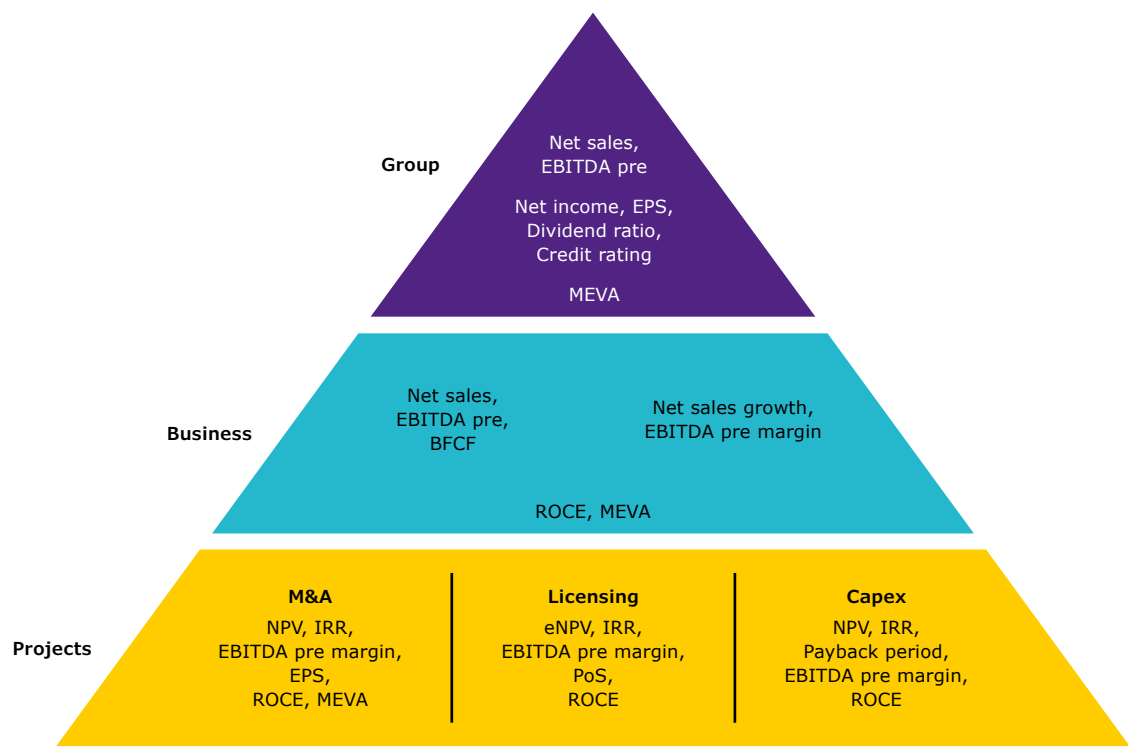 Group
Net sales,
EBITDA pre
Net income, EPS,
Dividend ratio,
Credit rating
MEVA
Business
Net sales,
EBITDA pre,
BFCF
Net sales growth,
EBITDA pre margin
ROCE, MEVA
Projects
M&A
NPV, IRR,
EBITDA pre margin,
EPS,
ROCE, MEVA
Licensing
eNPV, IRR,
EBITDA pre margin,
PoS,
ROCE
Capex
NPV, IRR,
Payback period,
EBITDA pre margin,
ROCE